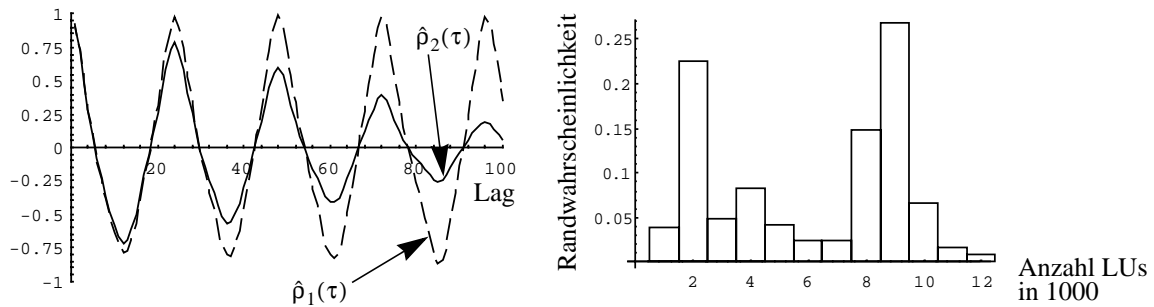 1
0.75
0.5
0.25
0
-0.25
-0.5
-0.75
-1
20 40 60 80 100
Lag
ρ̂₂(τ)
ρ̂₁(τ)
Randwahrscheinlichkeit
0.25
0.2
0.15
0.1
0.05
2 4 6 8 10 12
Anzahl LUs
in 1000